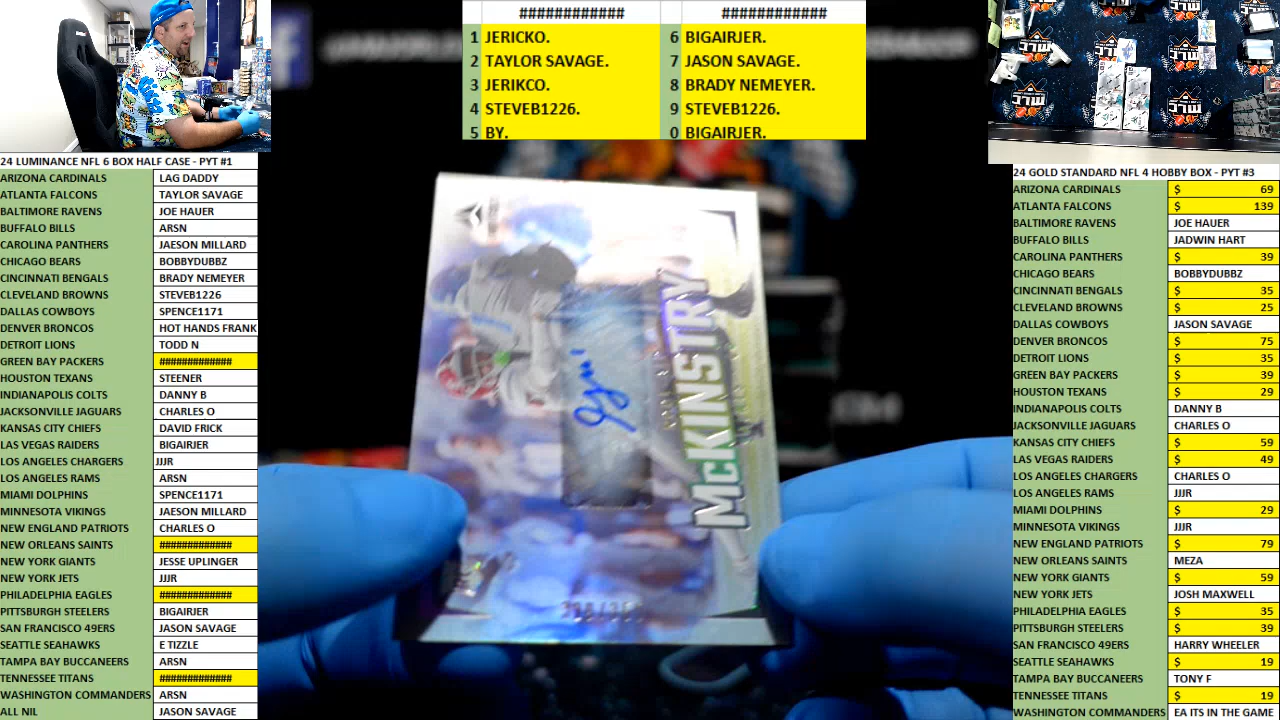 ############ ############
1 JERICKO. 6 BIGAIRJER.
2 TAYLOR SAVAGE. 7 JASON SAVAGE.
3 JERIKCO. 8 BRADY NEMEYER.
4 STEVEB1226. 9 STEVEB1226.
5 BY. 0 BIGAIRJER.
24 LUMINANCE NFL 6 BOX HALF CASE - PYT #1
ARIZONA CARDINALS LAG DADDY
ATLANTA FALCONS TAYLOR SAVAGE
BALTIMORE RAVENS JOE HAUER
BUFFALO BILLS ARSN
CAROLINA PANTHERS JAESON MILLARD
CHICAGO BEARS BOBBYDUBBZ
CINCINNATI BENGALS BRADY NEMEYER
CLEVELAND BROWNS STEVEB1226
DALLAS COWBOYS SPENCE1171
DENVER BRONCOS HOT HANDS FRANK
DETROIT LIONS TODD N
GREEN BAY PACKERS #############
HOUSTON TEXANS STEENER
INDIANAPOLIS COLTS DANNY B
JACKSONVILLE JAGUARS CHARLES O
KANSAS CITY CHIEFS DAVID FRICK
LAS VEGAS RAIDERS BIGAIRJER
LOS ANGELES CHARGERS JJJR
LOS ANGELES RAMS ARSN
MIAMI DOLPHINS SPENCE1171
MINNESOTA VIKINGS JAESON MILLARD
NEW ENGLAND PATRIOTS CHARLES O
NEW ORLEANS SAINTS #############
NEW YORK GIANTS JESSE UPLINGER
NEW YORK JETS JJJR
PHILADELPHIA EAGLES #############
PITTSBURGH STEELERS BIGAIRJER
SAN FRANCISCO 49ERS JASON SAVAGE
SEATTLE SEAHAWKS E TIZZLE
TAMPA BAY BUCCANEERS ARSN
TENNESSEE TITANS #############
WASHINGTON COMMANDERS ARSN
ALL NIL JASON SAVAGE
McKINSTRY
24 GOLD STANDARD NFL 4 HOBBY BOX - PYT #3
ARIZONA CARDINALS $ 69
ATLANTA FALCONS $ 139
BALTIMORE RAVENS JOE HAUER
BUFFALO BILLS JADWIN HART
CAROLINA PANTHERS $ 39
CHICAGO BEARS BOBBYDUBBZ
CINCINNATI BENGALS $ 35
CLEVELAND BROWNS $ 25
DALLAS COWBOYS JASON SAVAGE
DENVER BRONCOS $ 75
DETROIT LIONS $ 35
GREEN BAY PACKERS $ 39
HOUSTON TEXANS $ 29
INDIANAPOLIS COLTS DANNY B
JACKSONVILLE JAGUARS CHARLES O
KANSAS CITY CHIEFS $ 59
LAS VEGAS RAIDERS $ 49
LOS ANGELES CHARGERS CHARLES O
LOS ANGELES RAMS JJJR
MIAMI DOLPHINS $ 29
MINNESOTA VIKINGS JJJR
NEW ENGLAND PATRIOTS $ 79
NEW ORLEANS SAINTS MEZA
NEW YORK GIANTS $ 59
NEW YORK JETS JOSH MAXWELL
PHILADELPHIA EAGLES $ 35
PITTSBURGH STEELERS $ 39
SAN FRANCISCO 49ERS HARRY WHEELER
SEATTLE SEAHAWKS $ 19
TAMPA BAY BUCCANEERS TONY F
TENNESSEE TITANS $ 19
WASHINGTON COMMANDERS EA ITS IN THE GAME